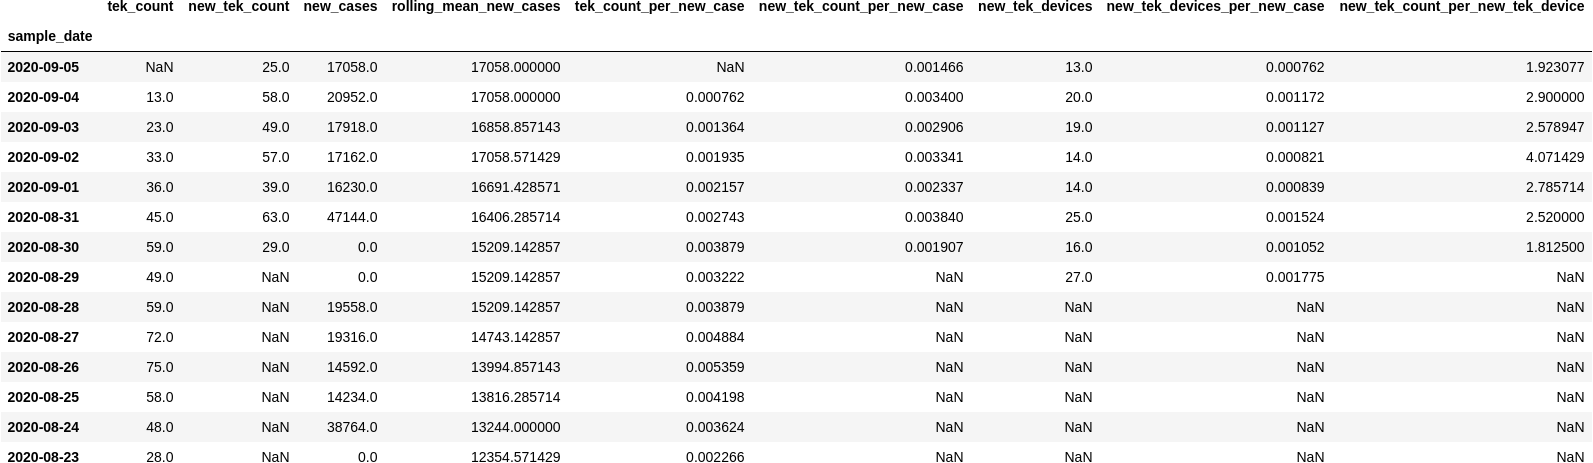 tek_count new_tek_count new_cases rolling_mean_new_cases tek_count_per_new_case new_tek_count_per_new_case new_tek_devices new_tek_devices_per_new_case new_tek_count_per_new_tek_device
sample_date
2020-09-05 NaN 25.0 17058.0 17058.000000 NaN 0.001466 13.0 0.000762 1.923077
2020-09-04 13.0 58.0 20952.0 17058.000000 0.000762 0.003400 20.0 0.001172 2.900000
2020-09-03 23.0 49.0 17918.0 16858.857143 0.001364 0.002906 19.0 0.001127 2.578947
2020-09-02 33.0 57.0 17162.0 17058.571429 0.001935 0.003341 14.0 0.000821 4.071429
2020-09-01 36.0 39.0 16230.0 16691.428571 0.002157 0.002337 14.0 0.000839 2.785714
2020-08-31 45.0 63.0 47144.0 16406.285714 0.002743 0.003840 25.0 0.001524 2.520000
2020-08-30 59.0 29.0 0.0 15209.142857 0.003879 0.001907 16.0 0.001052 1.812500
2020-08-29 49.0 NaN 0.0 15209.142857 0.003222 NaN 27.0 0.001775 NaN
2020-08-28 59.0 NaN 19558.0 15209.142857 0.003879 NaN NaN NaN NaN
2020-08-27 72.0 NaN 19316.0 14743.142857 0.004884 NaN NaN NaN NaN
2020-08-26 75.0 NaN 14592.0 13994.857143 0.005359 NaN NaN NaN NaN
2020-08-25 58.0 NaN 14234.0 13816.285714 0.004198 NaN NaN NaN NaN
2020-08-24 48.0 NaN 38764.0 13244.000000 0.003624 NaN NaN NaN NaN
2020-08-23 28.0 NaN 0.0 12354.571429 0.002266 NaN NaN NaN NaN